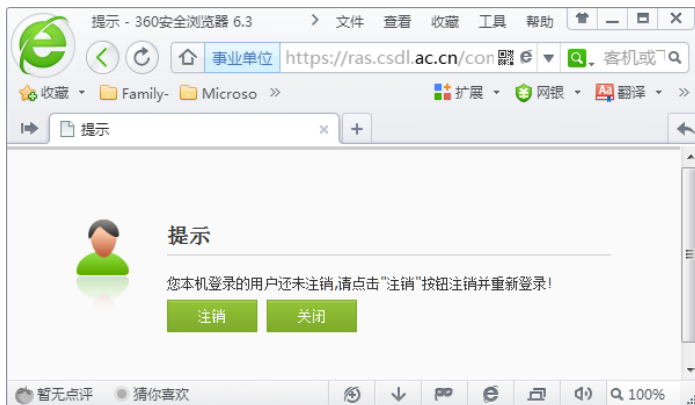 提示 - 360安全浏览器 6.3 文件 查看 收藏 工具 帮助
事业单位 https://ras.csdl.ac.cn/con 客机或
收藏 Family- Microso » 扩展 网银 翻译 »
提示
提示
您本机登录的用户还未注销,请点击"注销"按钮注销并重新登录!
注销 关闭
暂无点评 猜你喜欢 100%